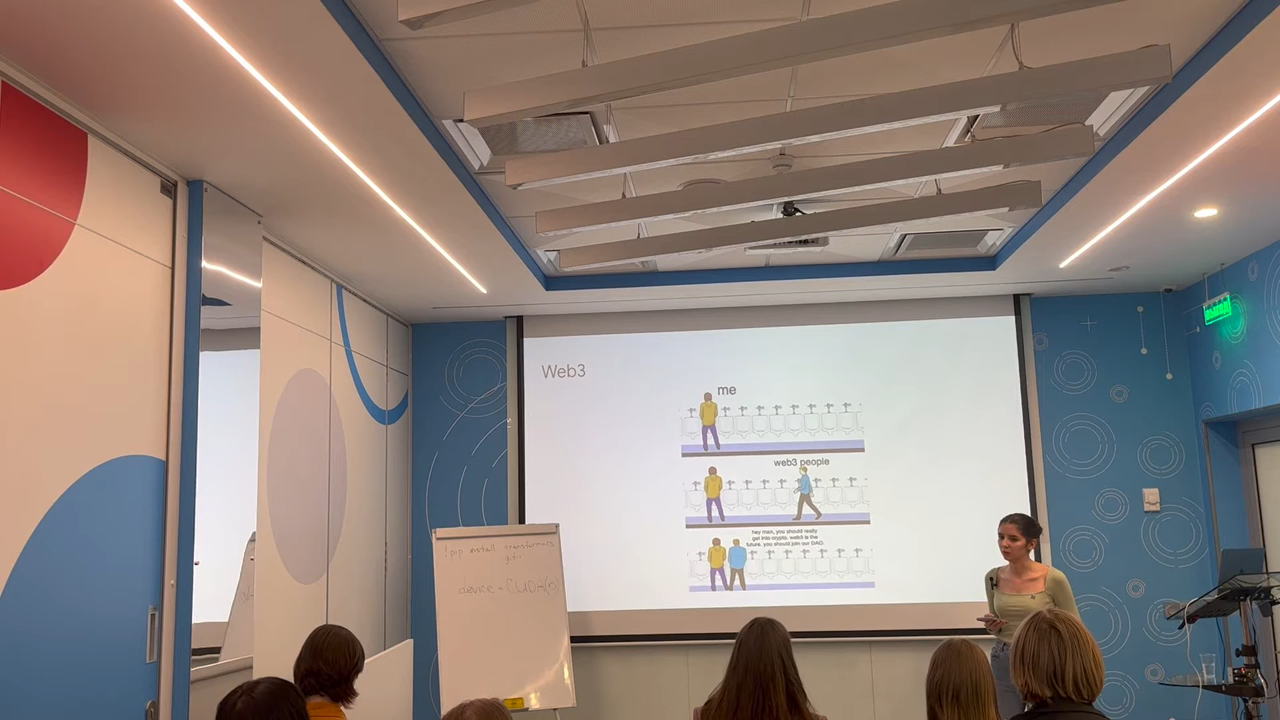 Web3
me
web3 people
hey man, you should really
get into crypto, web3 is the
future, you should join our DAO.
!pip install transformers
device = CUDA(0)